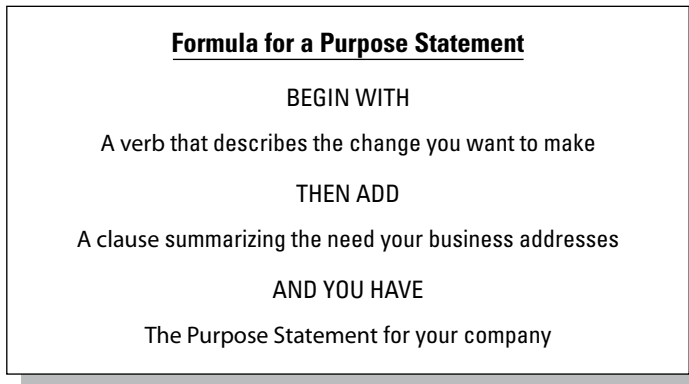 Formula for a Purpose Statement
BEGIN WITH
A verb that describes the change you want to make
THEN ADD
A clause summarizing the need your business addresses
AND YOU HAVE
The Purpose Statement for your company